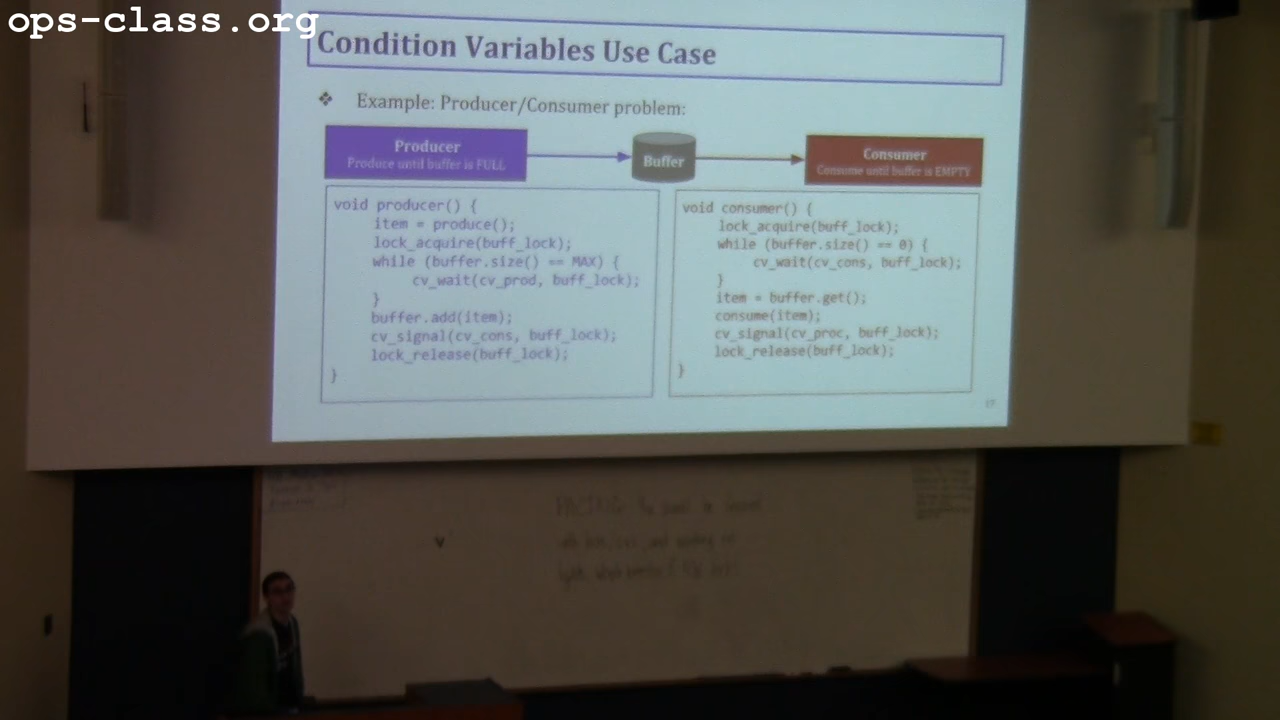 ops-class.org
Condition Variables Use Case
❖ Example: Producer/Consumer problem:
Producer
Produce until buffer is FULL
Buffer
Consumer
Consume until buffer is EMPTY
void producer() {
item = produce();
lock_acquire(buff_lock);
while (buffer.size() == MAX) {
cv_wait(cv_prod, buff_lock);
}
buffer.add(item);
cv_signal(cv_cons, buff_lock);
lock_release(buff_lock);
}
void consumer() {
lock_acquire(buff_lock);
while (buffer.size() == 0) {
cv_wait(cv_cons, buff_lock);
}
item = buffer.get();
consume(item);
cv_signal(cv_proc, buff_lock);
lock_release(buff_lock);
}
17